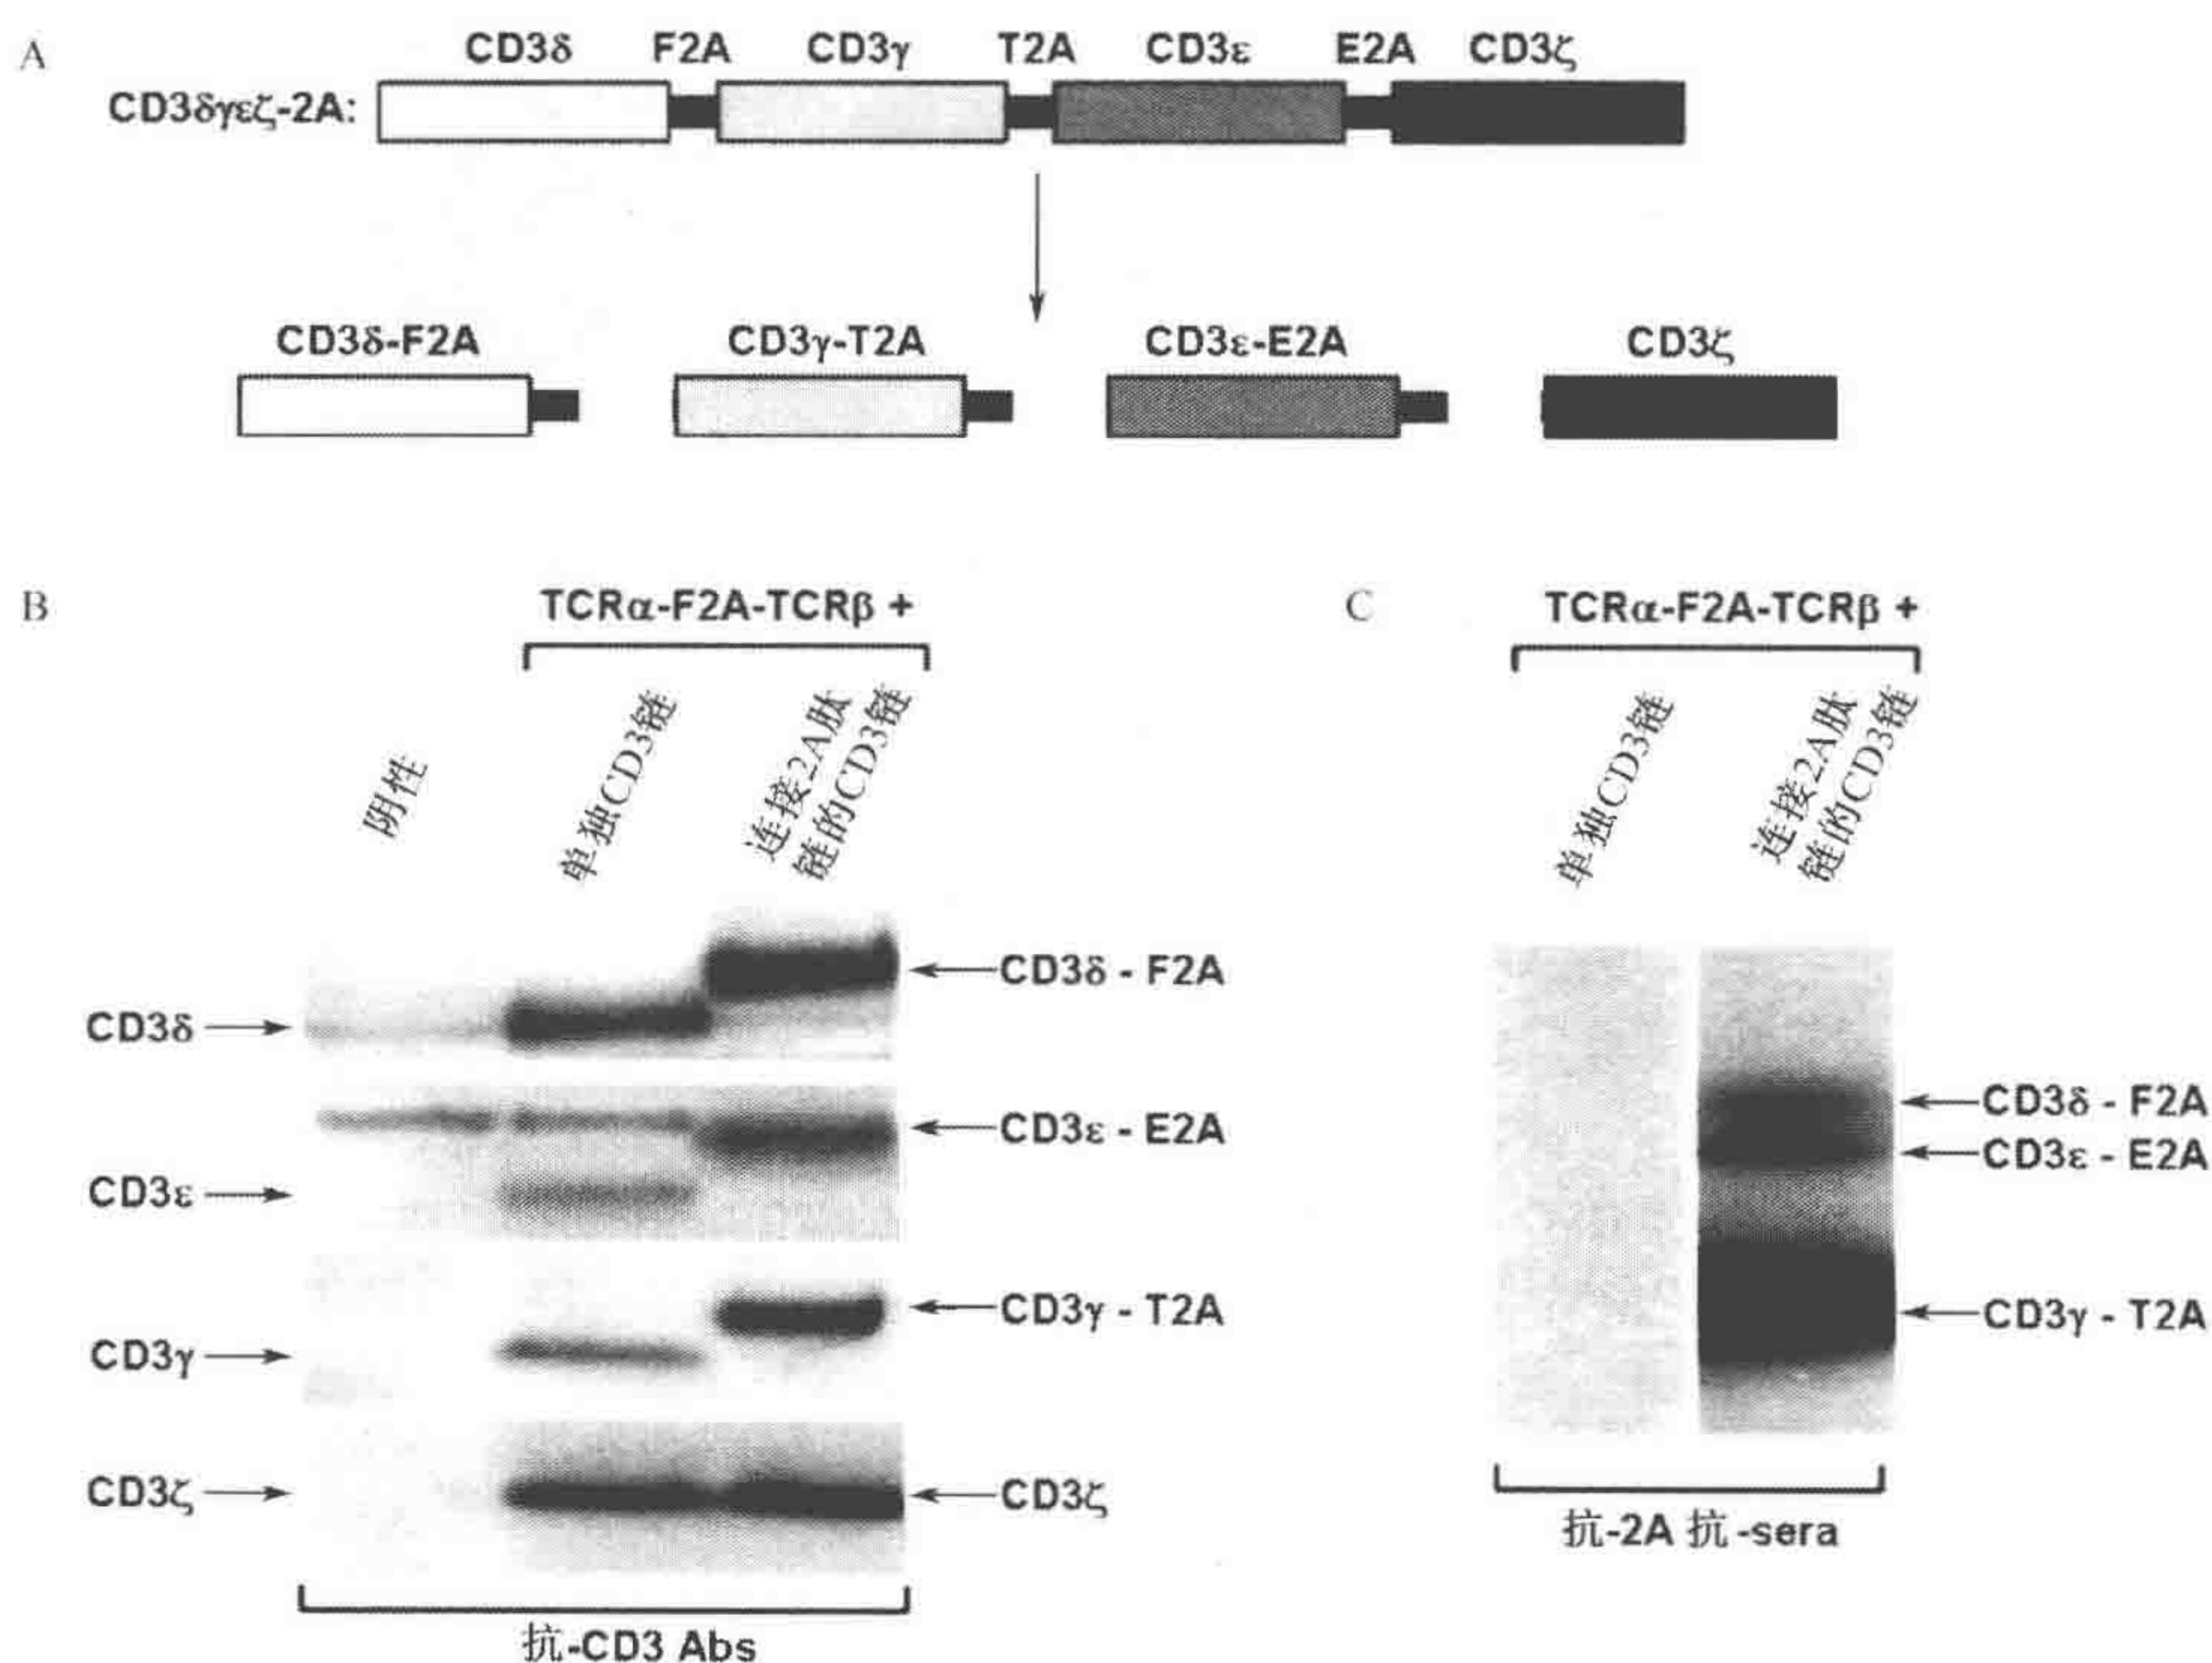 A
CD3δ F2A CD3γ T2A CD3ε E2A CD3ζ
CD3δγεζ-2A:
CD3δ-F2A CD3γ-T2A CD3ε-E2A CD3ζ
B
TCRα-F2A-TCRβ +
阴性
单独CD3链
连接2A肽
链的CD3链
CD3δ
CD3δ - F2A
CD3ε - E2A
CD3ε
CD3γ - T2A
CD3γ
CD3ζ
CD3ζ
抗-CD3 Abs
C
TCRα-F2A-TCRβ +
单独CD3链
连接2A肽
链的CD3链
CD3δ - F2A
CD3ε - E2A
CD3γ - T2A
抗-2A 抗-sera